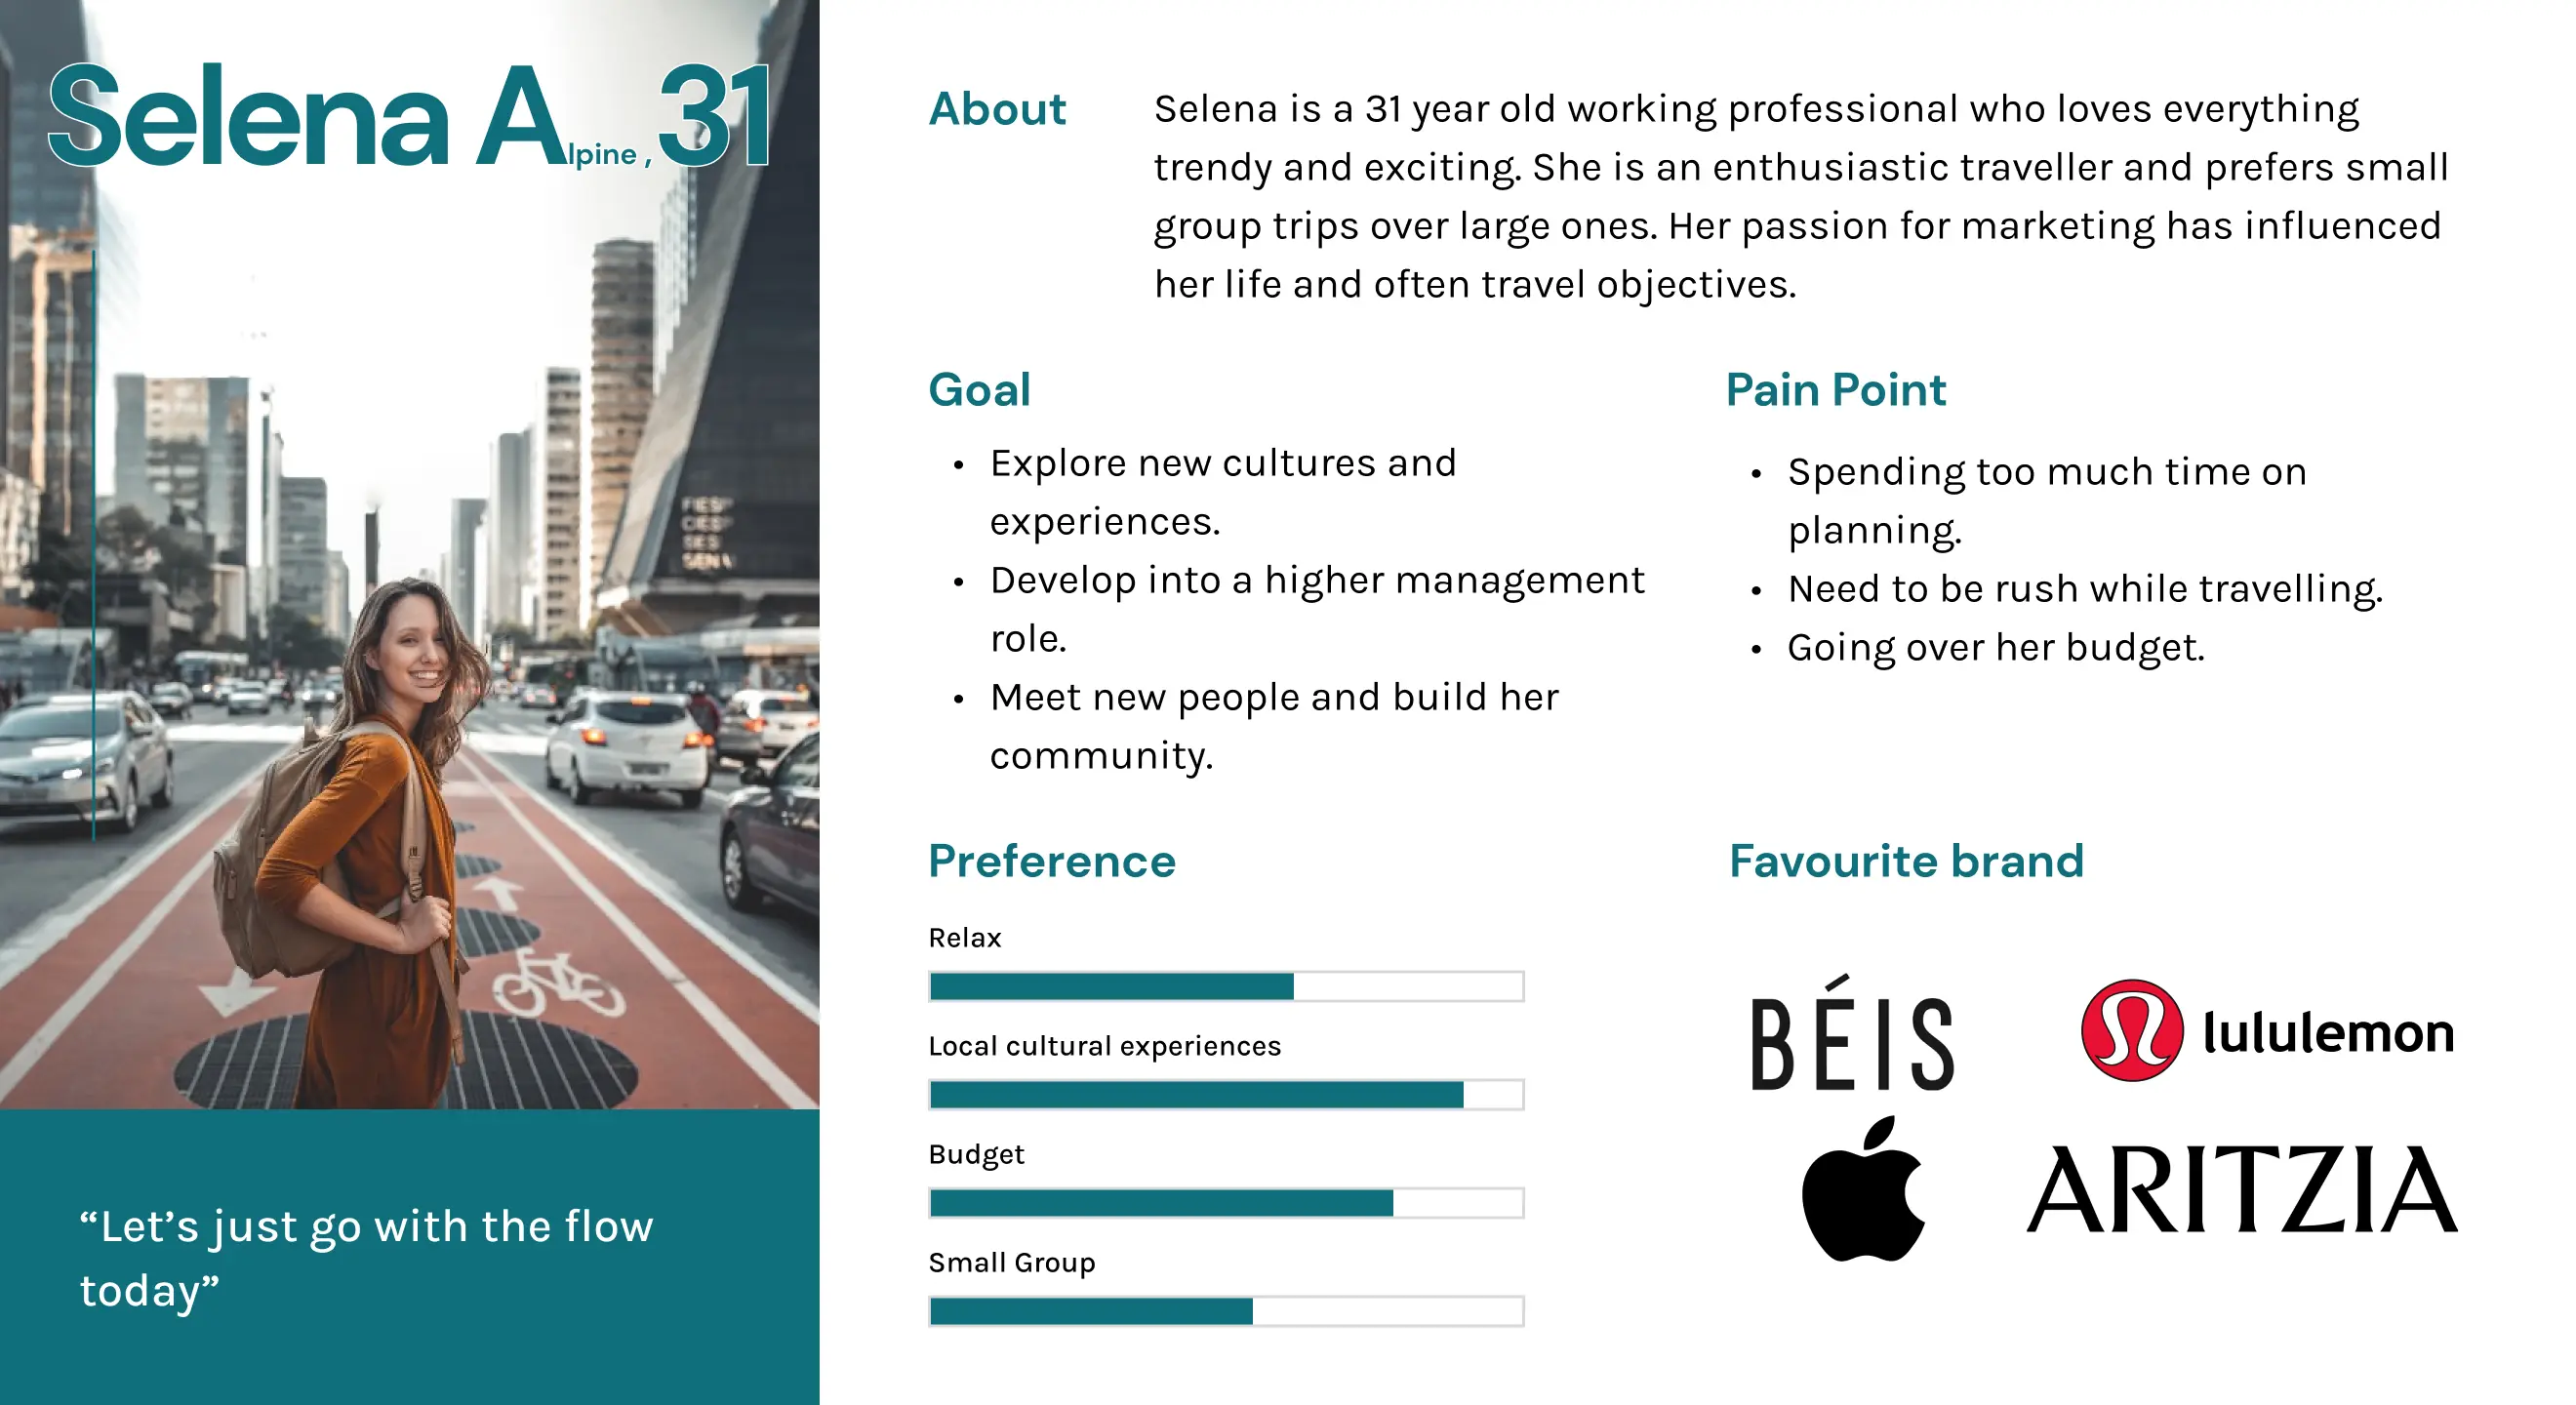 Selena Alpine , 31
“Let’s just go with the flow
today”
About
Selena is a 31 year old working professional who loves everything
trendy and exciting. She is an enthusiastic traveller and prefers small
group trips over large ones. Her passion for marketing has influenced
her life and often travel objectives.
Goal
• Explore new cultures and
experiences.
• Develop into a higher management
role.
• Meet new people and build her
community.
Pain Point
• Spending too much time on
planning.
• Need to be rush while travelling.
• Going over her budget.
Preference
Relax
Local cultural experiences
Budget
Small Group
Favourite brand
BÉIS
lululemon
ARITZIA